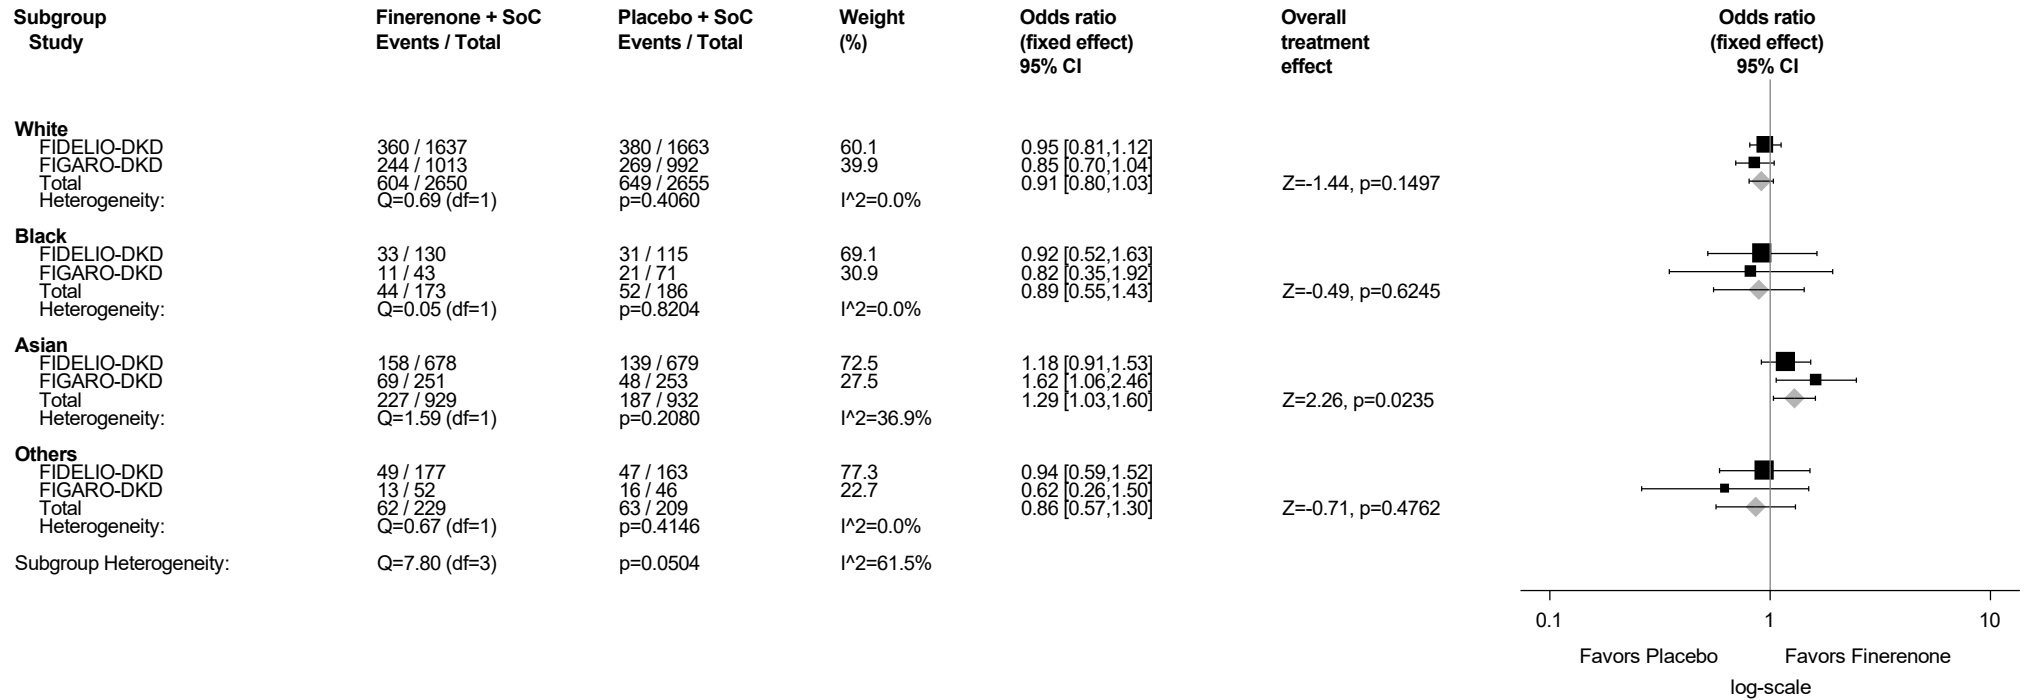 Subgroup Finerenone + SoC Placebo + SoC Weight Odds ratio Overall Odds ratio
Study Events / Total Events / Total (%) (fixed effect) treatment (fixed effect)
95% CI effect 95% CI
White
FIDELIO-DKD 360 / 1637 380 / 1663 60.1 0.95 [0.81,1.12]
FIGARO-DKD 244 / 1013 269 / 992 39.9 0.85 [0.70,1.04]
Total 604 / 2650 649 / 2655 0.91 [0.80,1.03] Z=-1.44, p=0.1497
Heterogeneity: Q=0.69 (df=1) p=0.4060 I^2=0.0%
Black
FIDELIO-DKD 33 / 130 31 / 115 69.1 0.92 [0.52,1.63]
FIGARO-DKD 11 / 43 21 / 71 30.9 0.82 [0.35,1.92]
Total 44 / 173 52 / 186 0.89 [0.55,1.43] Z=-0.49, p=0.6245
Heterogeneity: Q=0.05 (df=1) p=0.8204 I^2=0.0%
Asian
FIDELIO-DKD 158 / 678 139 / 679 72.5 1.18 [0.91,1.53]
FIGARO-DKD 69 / 251 48 / 253 27.5 1.62 [1.06,2.46]
Total 227 / 929 187 / 932 1.29 [1.03,1.60] Z=2.26, p=0.0235
Heterogeneity: Q=1.59 (df=1) p=0.2080 I^2=36.9%
Others
FIDELIO-DKD 49 / 177 47 / 163 77.3 0.94 [0.59,1.52]
FIGARO-DKD 13 / 52 16 / 46 22.7 0.62 [0.26,1.50]
Total 62 / 229 63 / 209 0.86 [0.57,1.30] Z=-0.71, p=0.4762
Heterogeneity: Q=0.67 (df=1) p=0.4146 I^2=0.0%
Subgroup Heterogeneity: Q=7.80 (df=3) p=0.0504 I^2=61.5%
0.1 1 10
Favors Placebo Favors Finerenone
log-scale